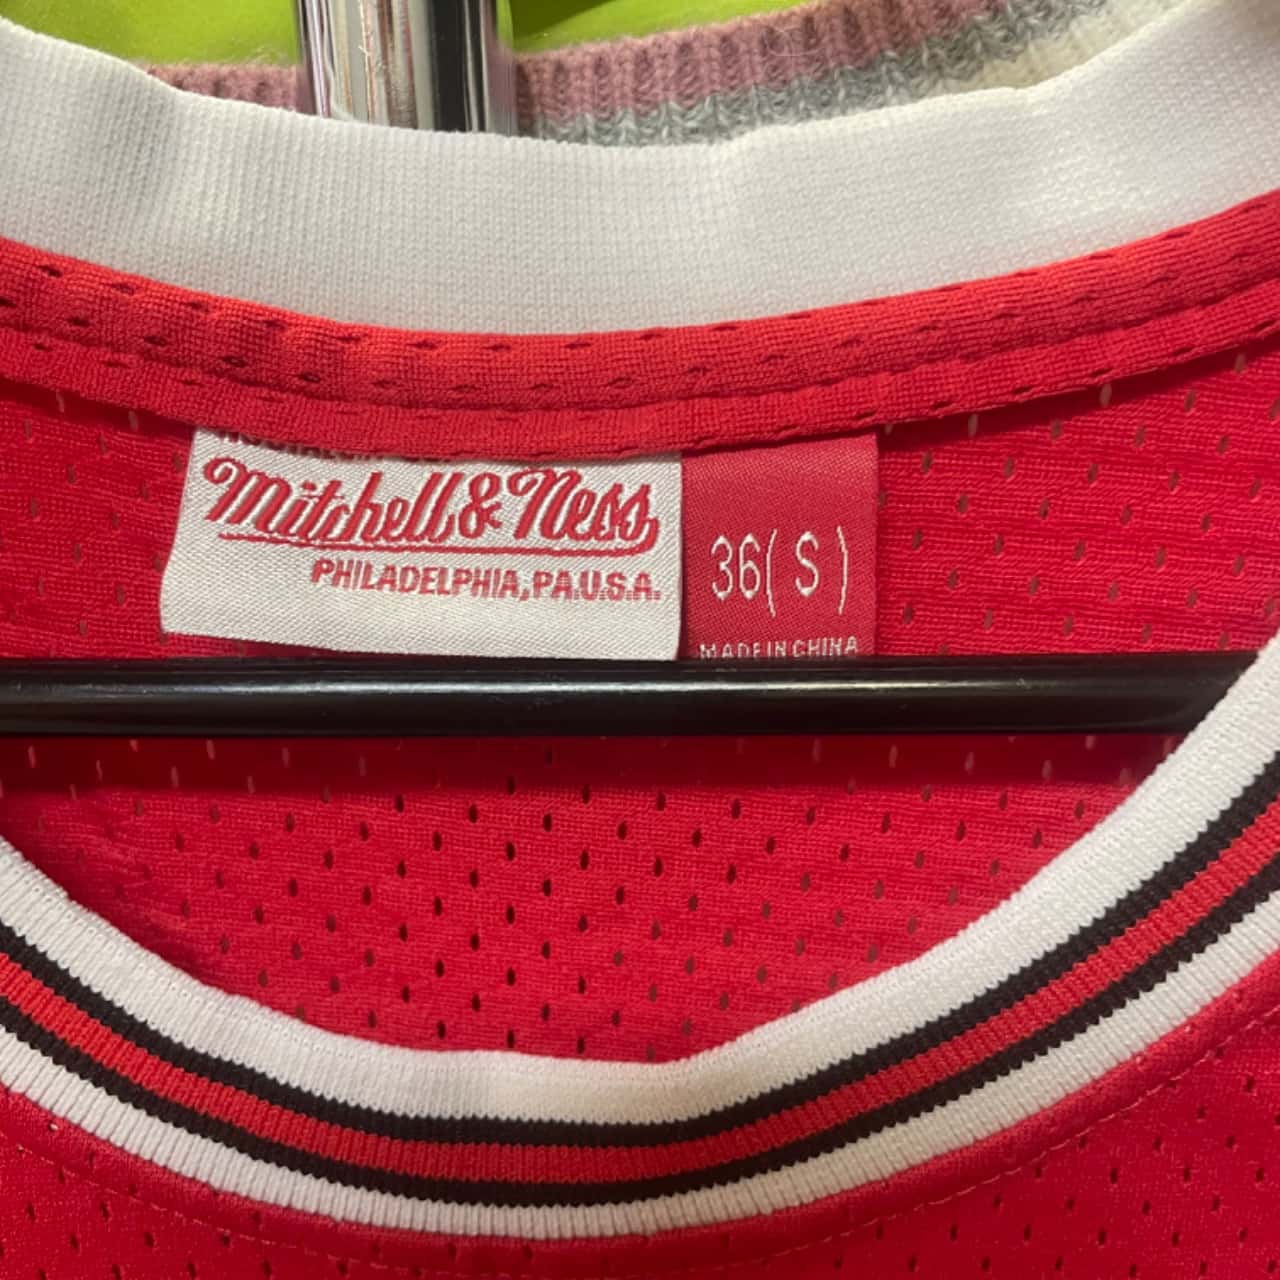 Mitchell & Ness
PHILADELPHIA, PA.U.S.A.
36( S )
MADE IN CHINA